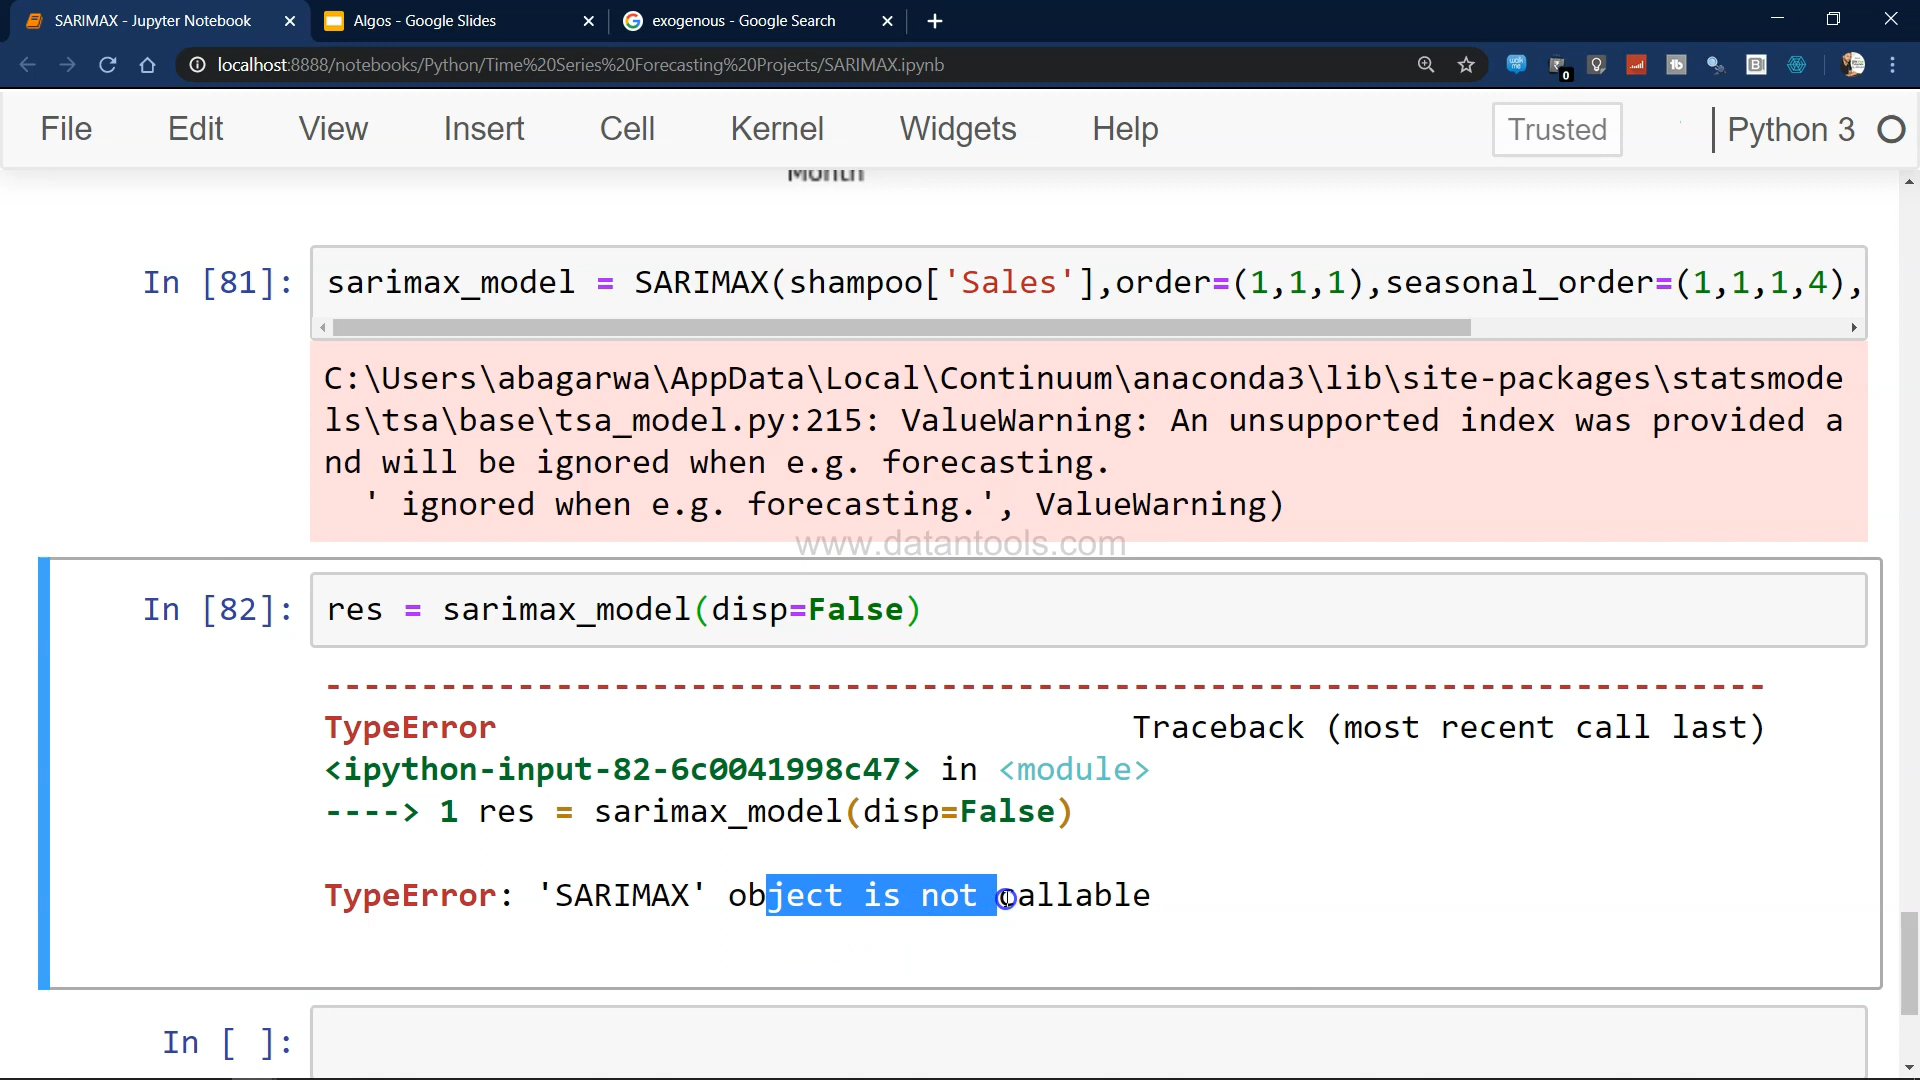 SARIMAX - Jupyter Notebook
Algos - Google Slides
exogenous - Google Search
localhost:8888/notebooks/Python/Time%20Series%20Forecasting%20Projects/SARIMAX.ipynb
0
File Edit View Insert Cell Kernel Widgets Help Trusted Python 3
Month
In [81]: sarimax_model = SARIMAX(shampoo['Sales'],order=(1,1,1),seasonal_order=(1,1,1,4),
C:\Users\abagarwa\AppData\Local\Continuum\anaconda3\lib\site-packages\statsmode
ls\tsa\base\tsa_model.py:215: ValueWarning: An unsupported index was provided a
nd will be ignored when e.g. forecasting.
' ignored when e.g. forecasting.', ValueWarning)
www.datantools.com
In [82]: res = sarimax_model(disp=False)
---------------------------------------------------------------------------
TypeError Traceback (most recent call last)
<ipython-input-82-6c0041998c47> in <module>
----> 1 res = sarimax_model(disp=False)
TypeError: 'SARIMAX' object is not callable
In [ ]: